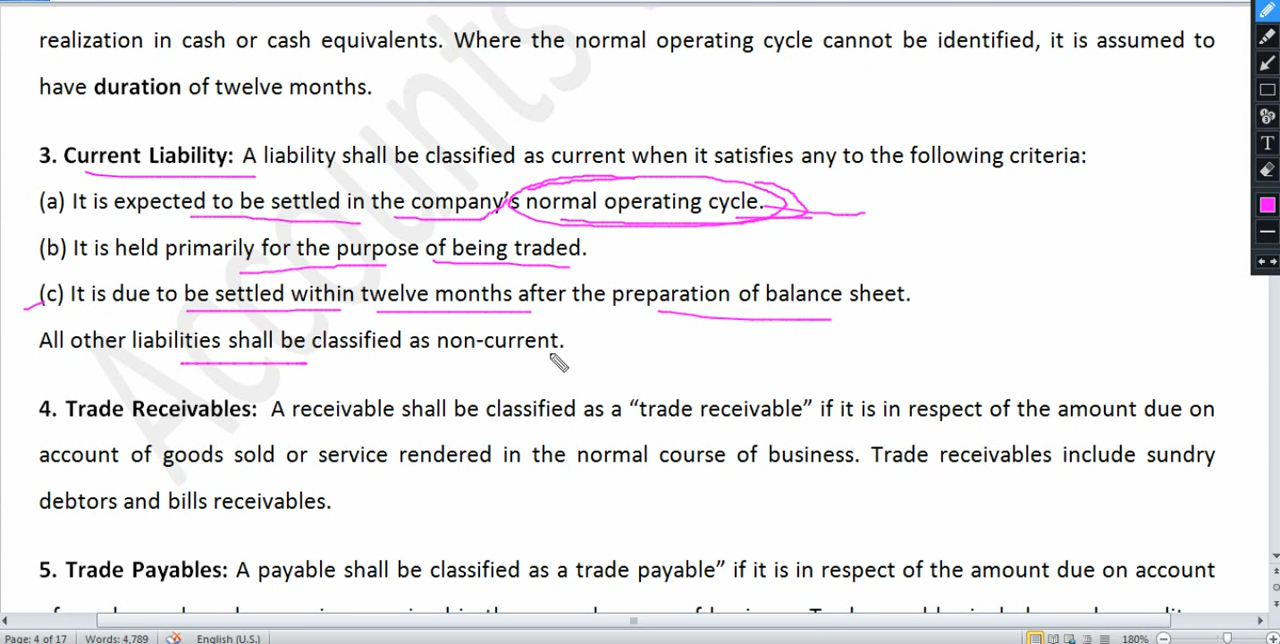 realization in cash or cash equivalents. Where the normal operating cycle cannot be identified, it is assumed to
have duration of twelve months.
3. Current Liability: A liability shall be classified as current when it satisfies any to the following criteria:
(a) It is expected to be settled in the company's normal operating cycle.
(b) It is held primarily for the purpose of being traded.
(c) It is due to be settled within twelve months after the preparation of balance sheet.
All other liabilities shall be classified as non-current.
4. Trade Receivables: A receivable shall be classified as a “trade receivable” if it is in respect of the amount due on
account of goods sold or service rendered in the normal course of business. Trade receivables include sundry
debtors and bills receivables.
5. Trade Payables: A payable shall be classified as a trade payable” if it is in respect of the amount due on account
Accounts
T
Page: 4 of 17 Words: 4,789 English (U.S.) 180%